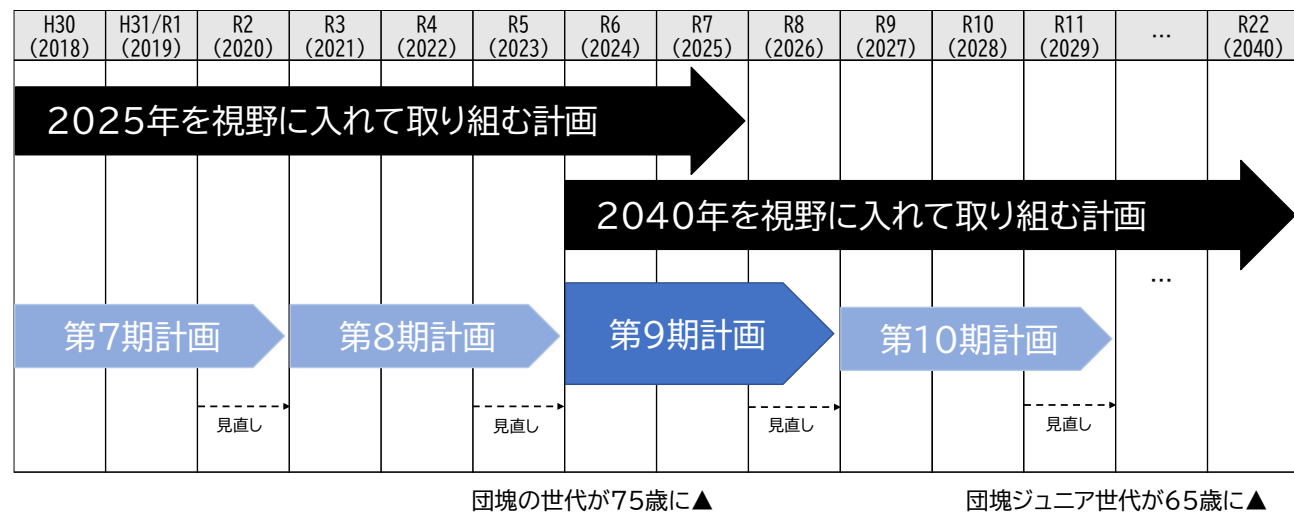 H30 H31/R1 R2 R3 R4 R5 R6 R7 R8 R9 R10 R11 … R22
(2018) (2019) (2020) (2021) (2022) (2023) (2024) (2025) (2026) (2027) (2028) (2029) (2040)
2025年を視野に入れて取り組む計画
2040年を視野に入れて取り組む計画
…
第7期計画 第8期計画 第9期計画 第10期計画
見直し 見直し 見直し 見直し
団塊の世代が75歳に▲ 団塊ジュニア世代が65歳に▲